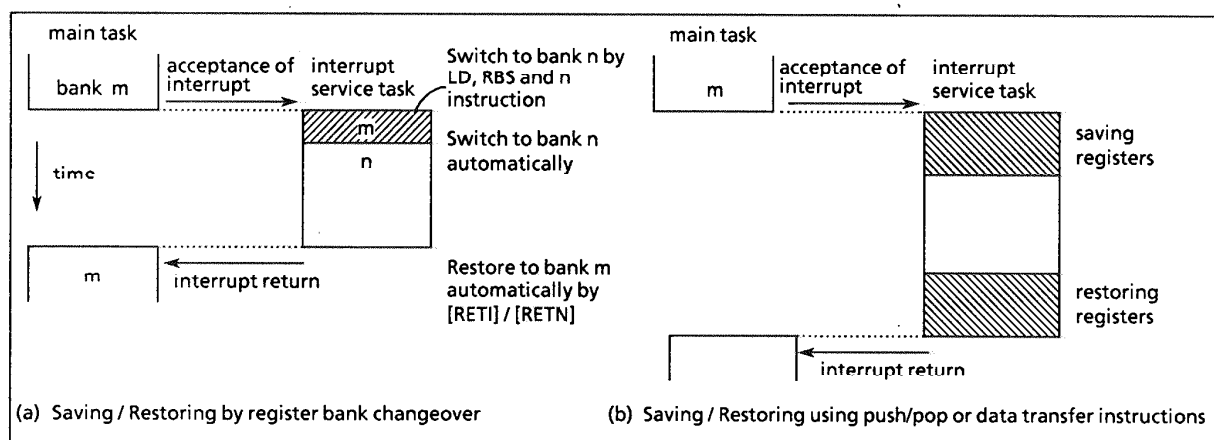 main task
bank m
acceptance of
interrupt
interrupt
service task
Switch to bank n by
LD, RBS and n
instruction
m
n
Switch to bank n
automatically
time
m
interrupt return
Restore to bank m
automatically by
[RETI] / [RETN]
(a) Saving / Restoring by register bank changeover
main task
m
acceptance of
interrupt
interrupt
service task
saving
registers
restoring
registers
interrupt return
(b) Saving / Restoring using push/pop or data transfer instructions